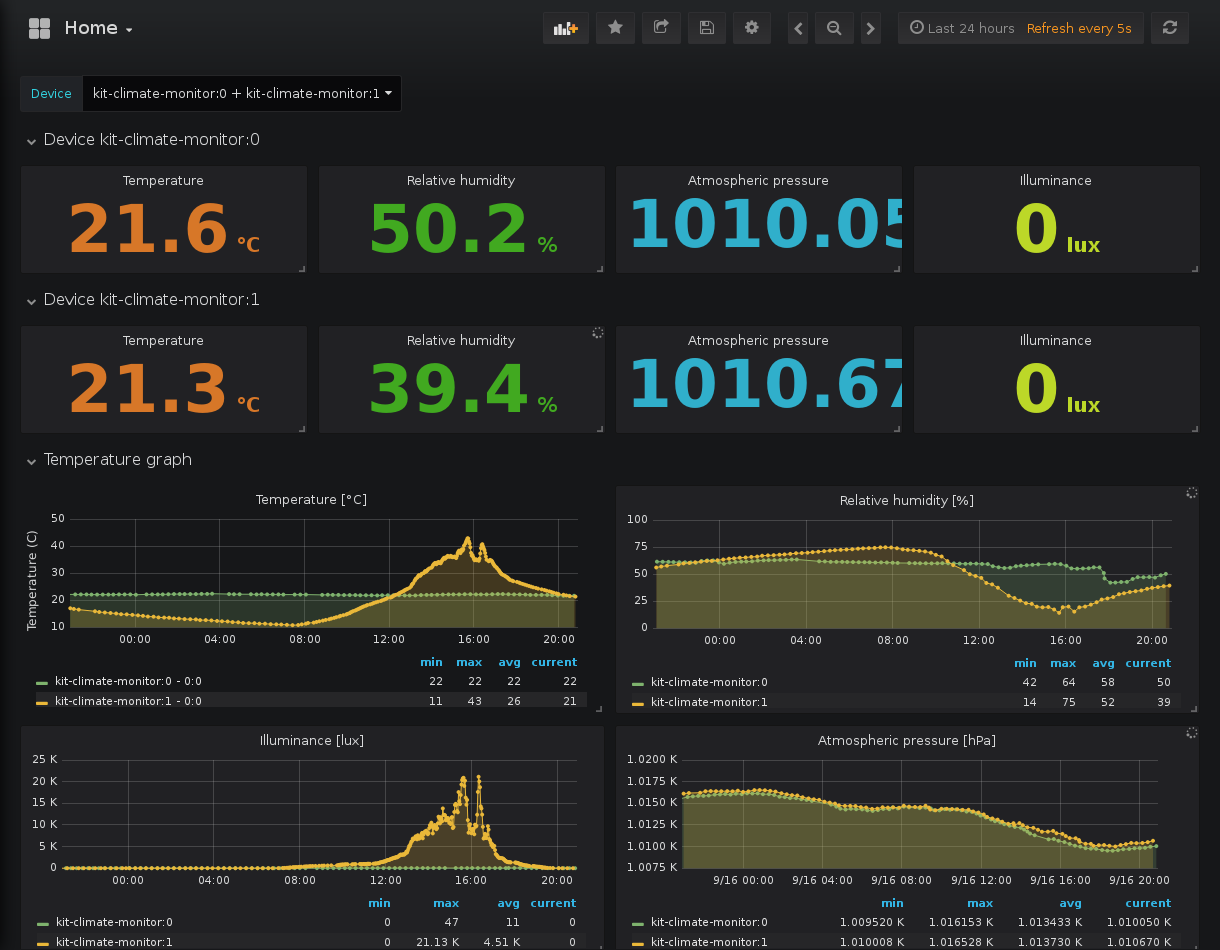 Home
Last 24 hours Refresh every 5s
Device kit-climate-monitor:0 + kit-climate-monitor:1
Device kit-climate-monitor:0
Temperature Relative humidity Atmospheric pressure Illuminance
21.6 °C 50.2 % 1010.05 0 lux
Device kit-climate-monitor:1
Temperature Relative humidity Atmospheric pressure Illuminance
21.3 °C 39.4 % 1010.67 0 lux
Temperature graph
Temperature [°C]
Temperature (C)
50
40
30
20
10
00:00 04:00 08:00 12:00 16:00 20:00
min max avg current
kit-climate-monitor:0 - 0:0 22 22 22 22
kit-climate-monitor:1 - 0:0 11 43 26 21
Relative humidity [%]
100
75
50
25
0
00:00 04:00 08:00 12:00 16:00 20:00
min max avg current
kit-climate-monitor:0 42 64 58 50
kit-climate-monitor:1 14 75 52 39
Illuminance [lux]
25 K
20 K
15 K
10 K
5 K
0
00:00 04:00 08:00 12:00 16:00 20:00
min max avg current
kit-climate-monitor:0 0 47 11 0
kit-climate-monitor:1 0 21.13 K 4.51 K 0
Atmospheric pressure [hPa]
1.0200 K
1.0175 K
1.0150 K
1.0125 K
1.0100 K
1.0075 K
9/16 00:00 9/16 04:00 9/16 08:00 9/16 12:00 9/16 16:00 9/16 20:00
min max avg current
kit-climate-monitor:0 1.009520 K 1.016153 K 1.013433 K 1.010050 K
kit-climate-monitor:1 1.010008 K 1.016528 K 1.013730 K 1.010670 K